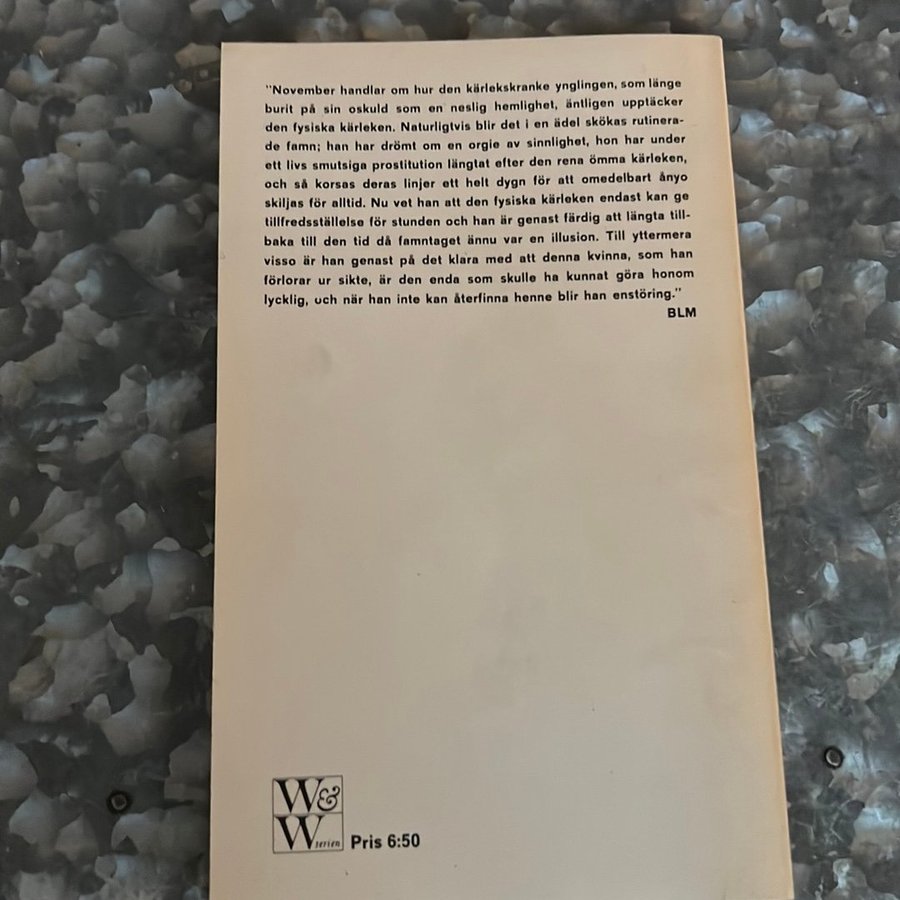 "November handlar om hur den kärlekskranke ynglingen, som länge
burit på sin oskuld som en neslig hemlighet, äntligen upptäcker
den fysiska kärleken. Naturligtvis blir det i en ädel skökas rutinera-
de famn; han har drömt om en orgie av sinnlighet, hon har under
ett livs smutsiga prostitution längtat efter den rena ömma kärleken,
och så korsas deras linjer ett helt dygn för att omedelbart ånyo
skiljas för alltid. Nu vet han att den fysiska kärleken endast kan ge
tillfredsställelse för stunden och han är genast färdig att längta till-
baka till den tid då famntaget ännu var en illusion. Till yttermera
visso är han genast på det klara med att denna kvinna, som han
förlorar ur sikte, är den enda som skulle ha kunnat göra honom
lycklig, och när han inte kan återfinna henne blir han enstöring."
BLM
W&
W serien Pris 6:50